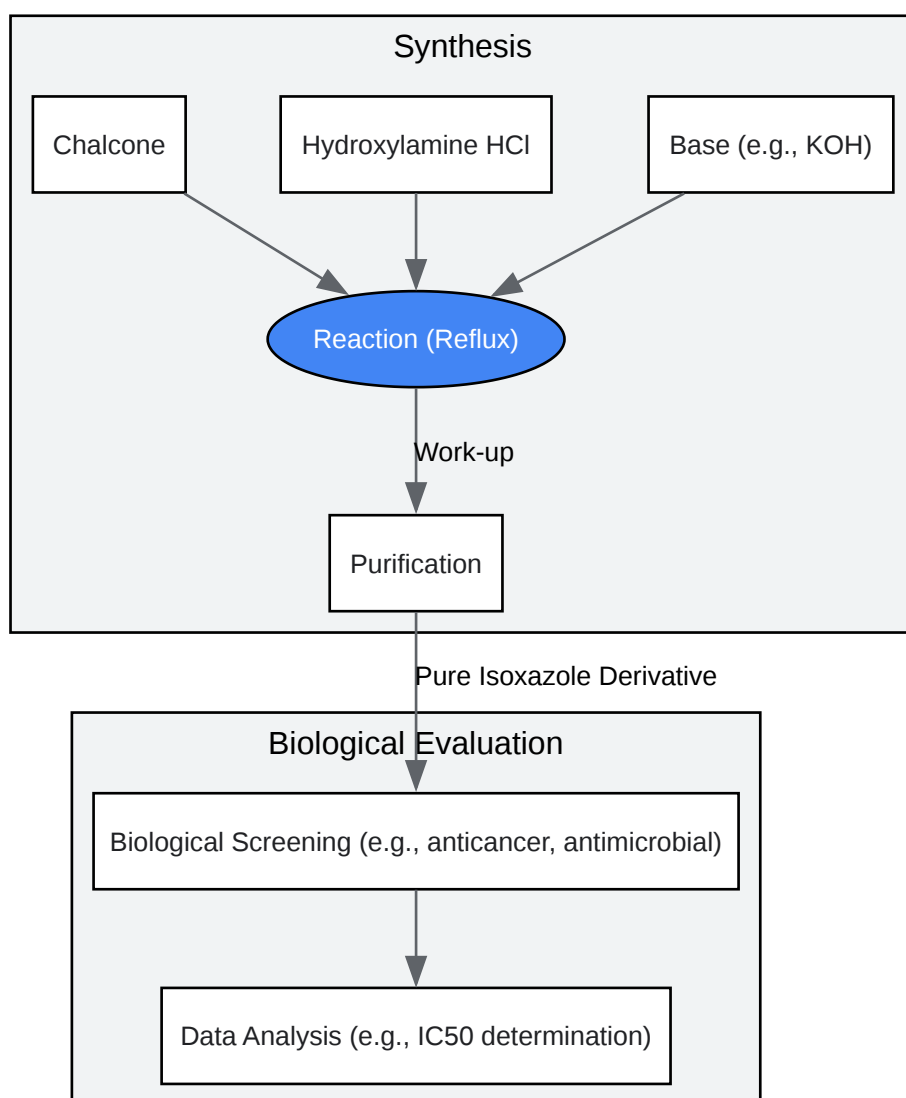 Synthesis
Chalcone
Hydroxylamine HCl
Base (e.g., KOH)
Reaction (Reflux)
Work-up
Purification
Pure Isoxazole Derivative
Biological Evaluation
Biological Screening (e.g., anticancer, antimicrobial)
Data Analysis (e.g., IC50 determination)